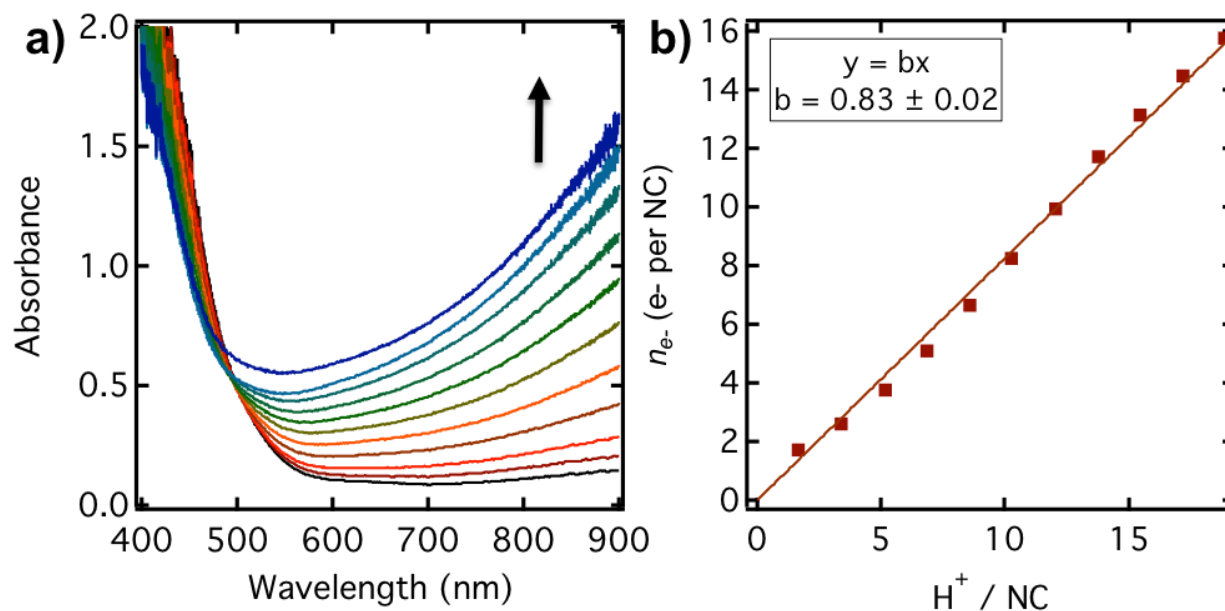 a)
2.0
1.5
1.0
0.5
0.0
Absorbance
400 500 600 700 800 900
Wavelength (nm)
b)
16
14
12
10
8
6
4
2
0
n_e- (e- per NC)
y = bx
b = 0.83 ± 0.02
0 5 10 15
H⁺ / NC